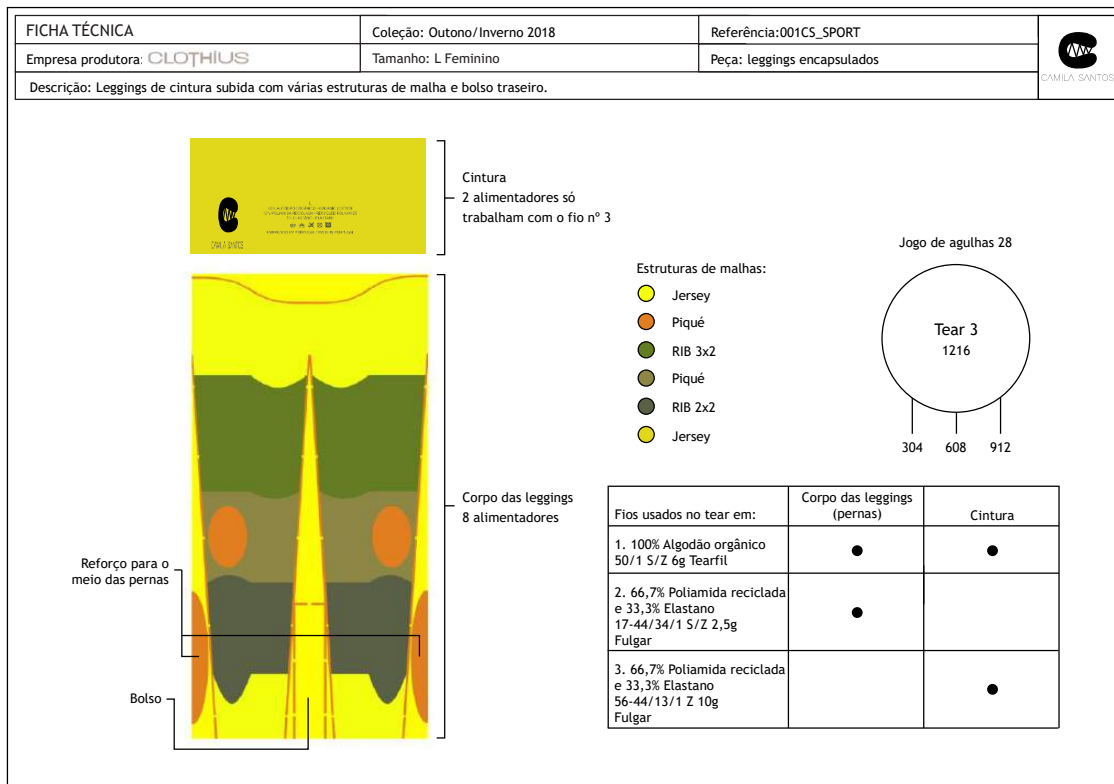 FICHA TÉCNICA
Coleção: Outono/Inverno 2018
Referência:001CS_SPORT
Empresa produtora: CLOTHIUS
Tamanho: L Feminino
Peça: leggings encapsulados
CAMILA SANTOS
Descrição: Leggings de cintura subida com várias estruturas de malha e bolso traseiro.
Cintura
2 alimentadores só
trabalham com o fio nº 3
CAMILA SANTOS
L
Jogo de agulhas 28
Tear 3
1216
304 608 912
Estruturas de malhas:
Jersey
Piqué
RIB 3x2
Piqué
RIB 2x2
Jersey
Corpo das leggings
8 alimentadores
Reforço para o
meio das pernas
Bolso
Fios usados no tear em:
Corpo das leggings
(pernas)
Cintura
1. 100% Algodão orgânico
50/1 S/Z 6g Tearfil
2. 66,7% Poliamida reciclada
e 33,3% Elastano
17-44/34/1 S/Z 2,5g
Fulgar
3. 66,7% Poliamida reciclada
e 33,3% Elastano
56-44/13/1 Z 10g
Fulgar